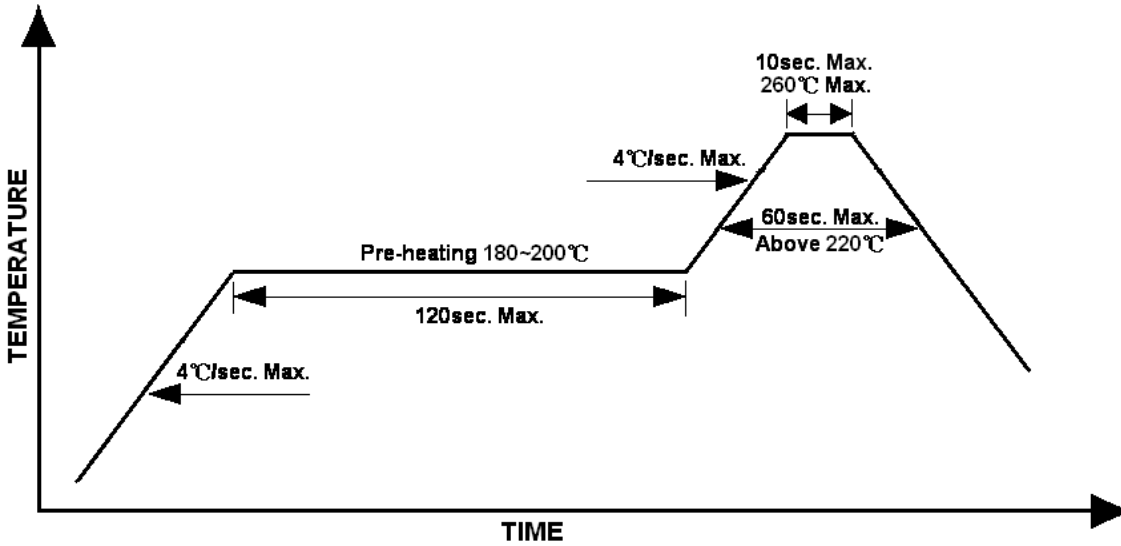 10sec. Max.
260℃ Max.
4℃/sec. Max.
60sec. Max.
Above 220℃
Pre-heating 180~200℃
120sec. Max.
4℃/sec. Max.
TEMPERATURE
TIME